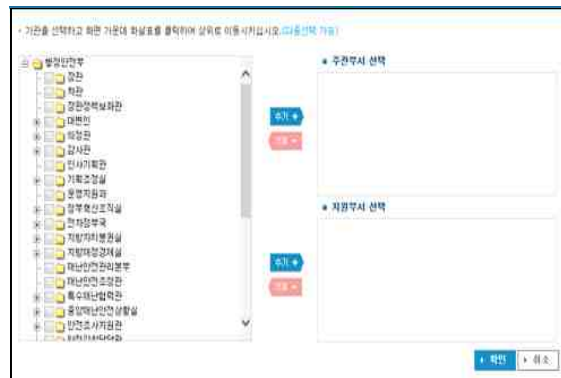 • 기관을 선택하고 화면 가운데 화살표를 클릭하여 상위로 이동시키십시오.(다중선택 가능)
행정안전부
장관
차관
장관정책보좌관
대변인
의정관
감사관
인사기획관
기획조정실
운영지원과
정부혁신조직실
전자정부국
지방자치분권실
지방재정경제실
재난안전관리본부
재난안전조정관
특수재난협력관
중앙재난안전상황실
안전조사지원관
주관부서 선택
추가
지원부서 선택
추가
확인
취소